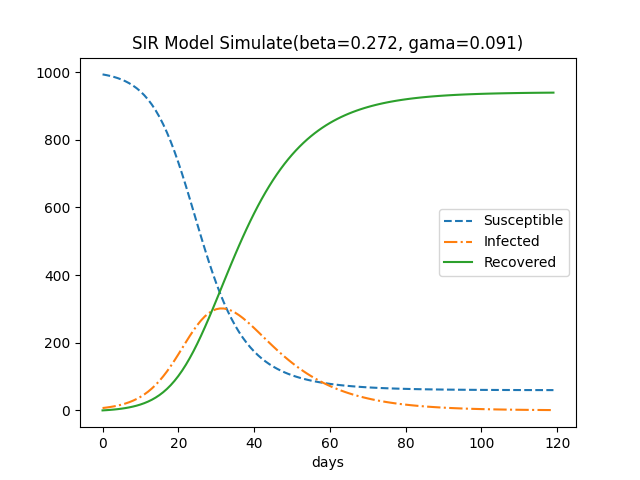 SIR Model Simulate(beta=0.272, gama=0.091)
1000
800
600
400
200
0
Susceptible
Infected
Recovered
0 20 40 60 80 100 120
days